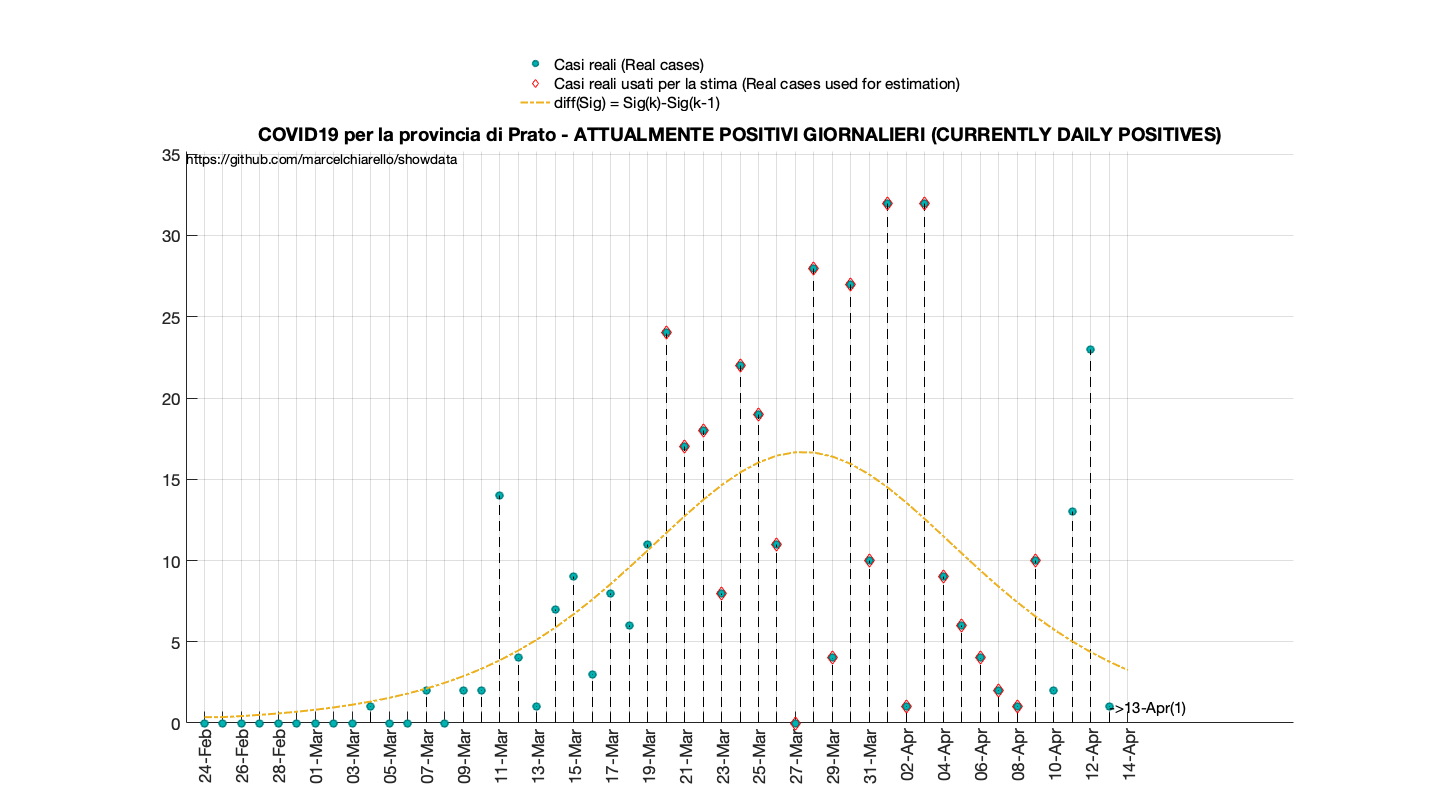 Casi reali (Real cases)
Casi reali usati per la stima (Real cases used for estimation)
diff(Sig) = Sig(k)-Sig(k-1)
COVID19 per la provincia di Prato - ATTUALMENTE POSITIVI GIORNALIERI (CURRENTLY DAILY POSITIVES)
https://github.com/marcelchiarello/showdata
35
30
25
20
15
10
5
0
->13-Apr(1)
24-Feb
26-Feb
28-Feb
01-Mar
03-Mar
05-Mar
07-Mar
09-Mar
11-Mar
13-Mar
15-Mar
17-Mar
19-Mar
21-Mar
23-Mar
25-Mar
27-Mar
29-Mar
31-Mar
02-Apr
04-Apr
06-Apr
08-Apr
10-Apr
12-Apr
14-Apr